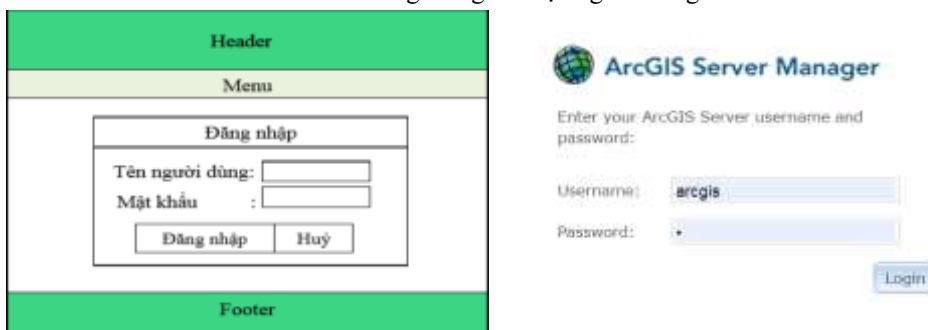 Header
Menu
Đăng nhập
Tên người dùng:
Mật khẩu :
Đăng nhập Huỷ
Footer
ArcGIS Server Manager
Enter your ArcGIS Server username and
password:
Username: arcgis
Password: •
Login